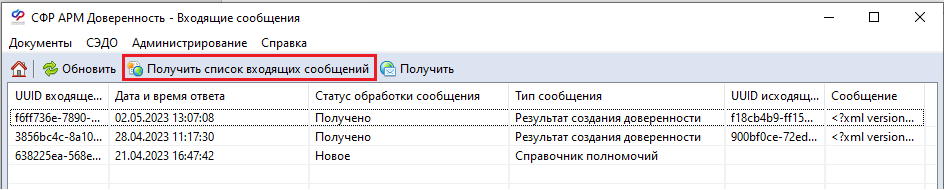 СФР АРМ Доверенность - Входящие сообщения
Документы СЭДО Администрирование Справка
Обновить Получить список входящих сообщений Получить
UUID входяще... Дата и время ответа Статус обработки сообщения Тип сообщения UUID исходящ... Сообщение
f6ff736e-7890-... 02.05.2023 13:07:08 Получено Результат создания доверенности f18cb4b9-ff15... <?xml version...
3856bc4c-8a10... 28.04.2023 11:17:30 Получено Результат создания доверенности 900bf0ce-72ed... <?xml version...
638225ea-568e... 21.04.2023 16:47:42 Новое Справочник полномочий